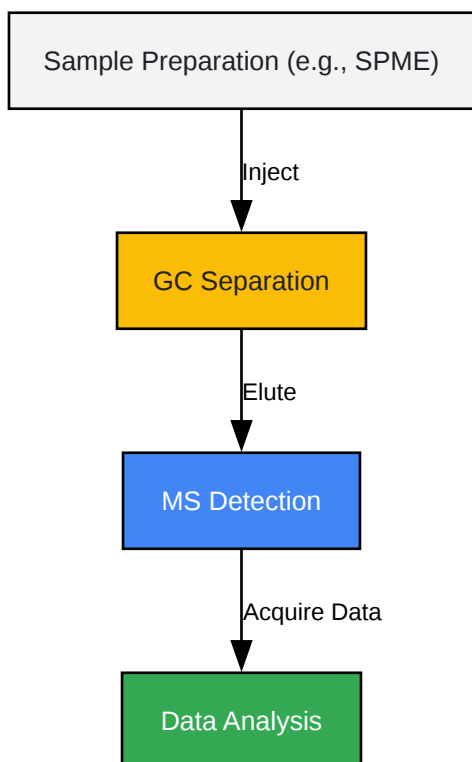 Sample Preparation (e.g., SPME)
Inject
GC Separation
Elute
MS Detection
Acquire Data
Data Analysis